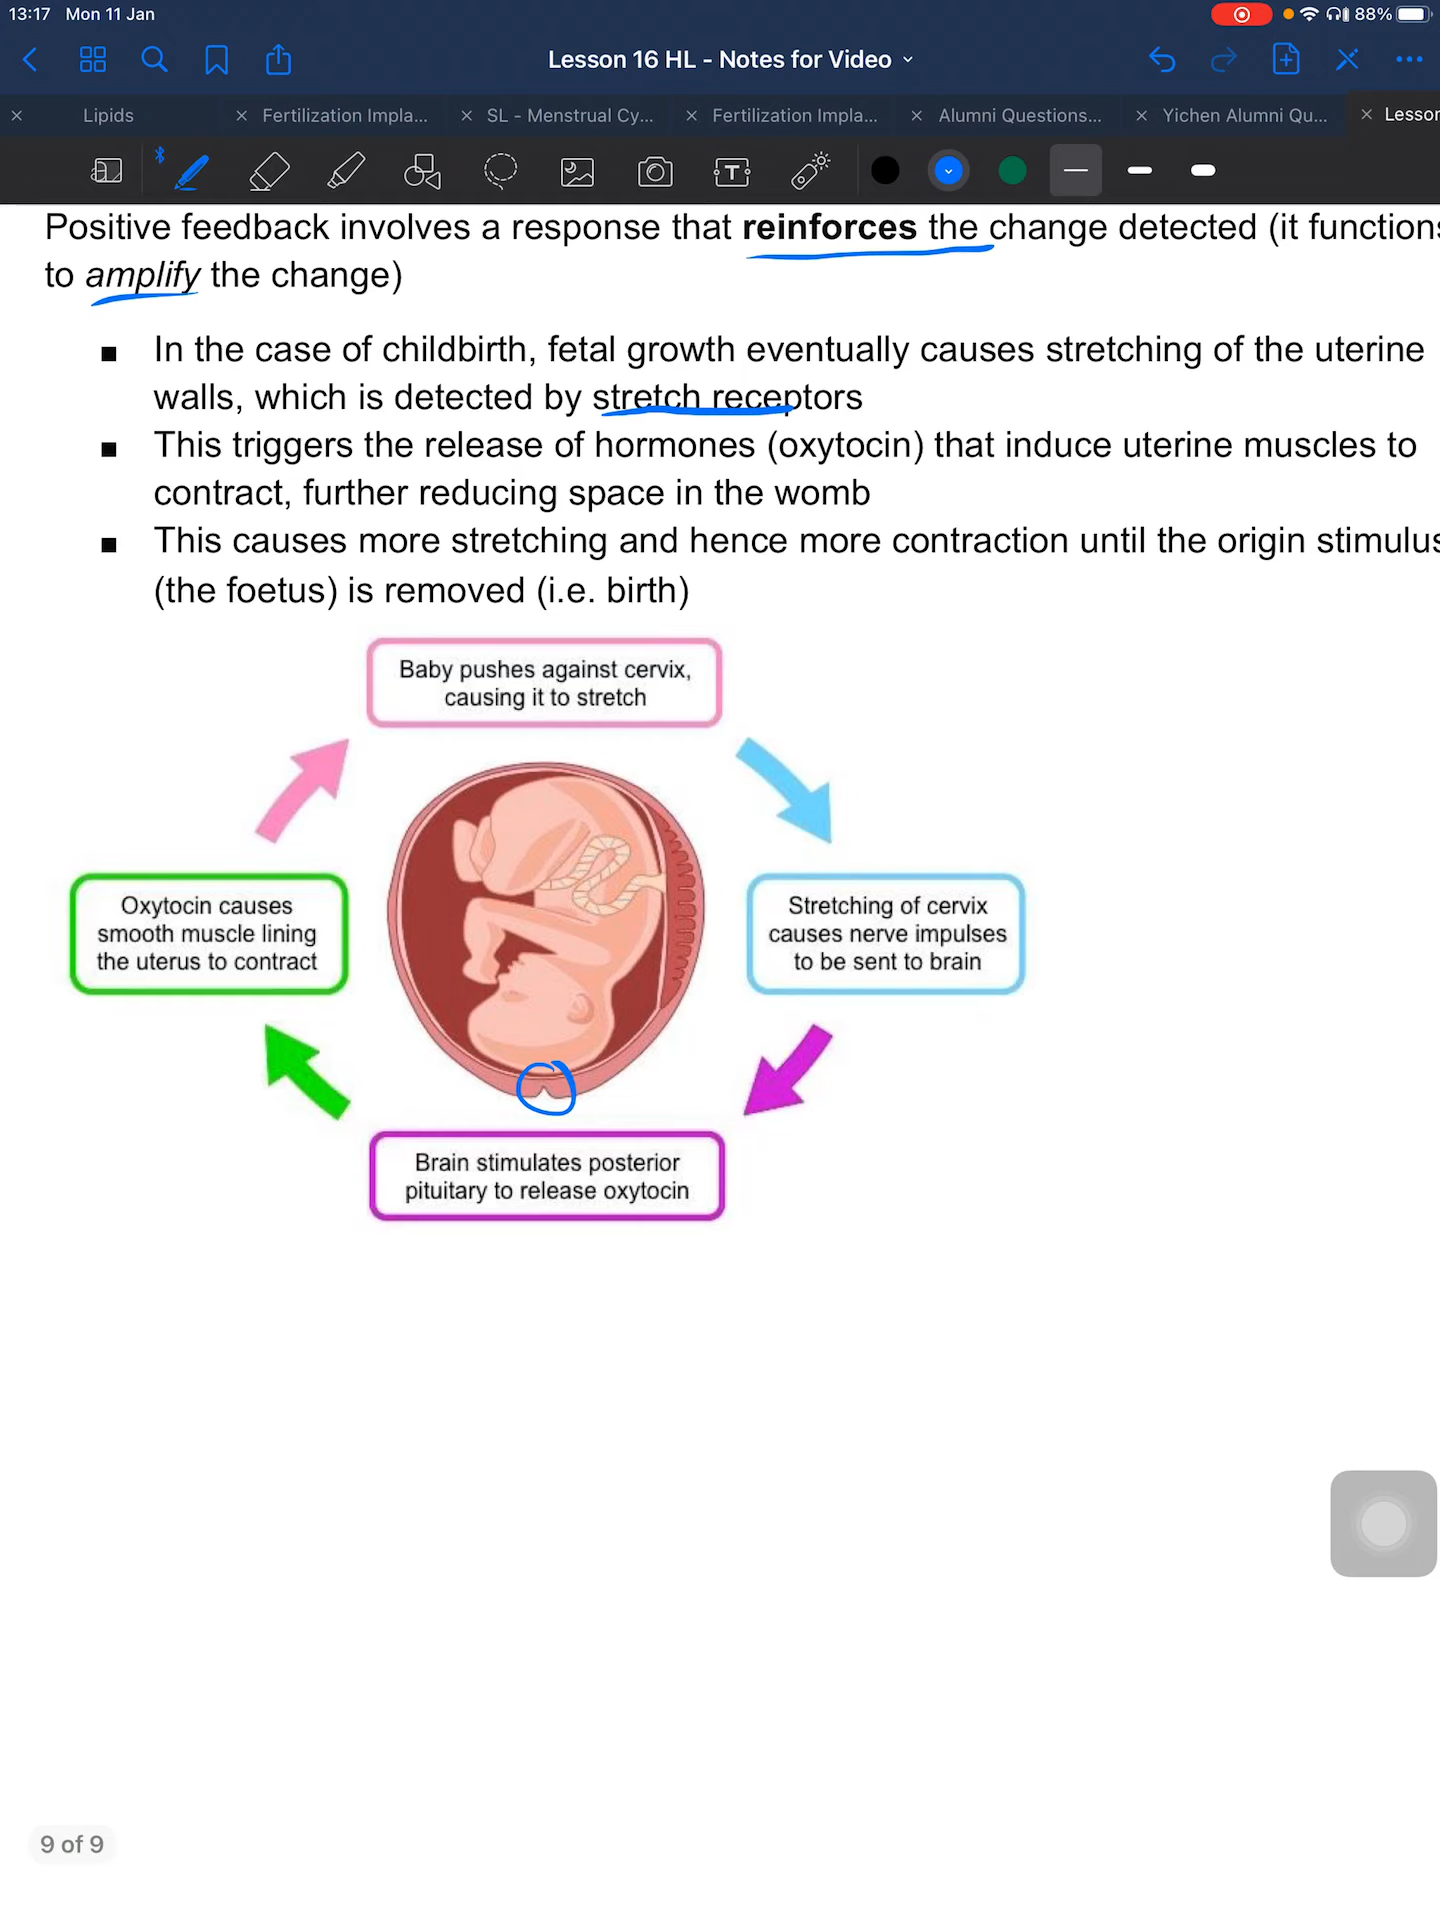 13:17 Mon 11 Jan 88%
Lesson 16 HL - Notes for Video
Lipids Fertilization Impla... SL - Menstrual Cy... Fertilization Impla... Alumni Questions... Yichen Alumni Qu... Lesson
Positive feedback involves a response that reinforces the change detected (it functions
to amplify the change)
▪ In the case of childbirth, fetal growth eventually causes stretching of the uterine
walls, which is detected by stretch receptors
▪ This triggers the release of hormones (oxytocin) that induce uterine muscles to
contract, further reducing space in the womb
▪ This causes more stretching and hence more contraction until the origin stimulus
(the foetus) is removed (i.e. birth)
Baby pushes against cervix,
causing it to stretch
Stretching of cervix
causes nerve impulses
to be sent to brain
Brain stimulates posterior
pituitary to release oxytocin
Oxytocin causes
smooth muscle lining
the uterus to contract
9 of 9